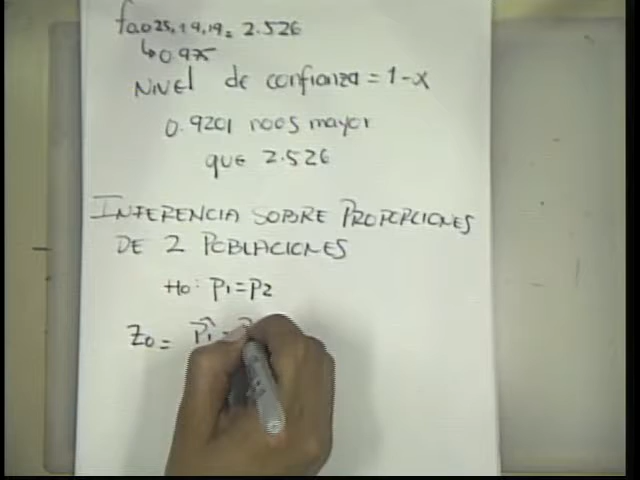 fα0.025,19,19 = 2.526
↳0.975
NIVEl de confianza = 1-α
0.9201 no es mayor
que 2.526
INFERENCIA SOBRE PROPORCIONES
DE 2 POBLACIONES
Ho: P1=P2
Zo = P̂1 -